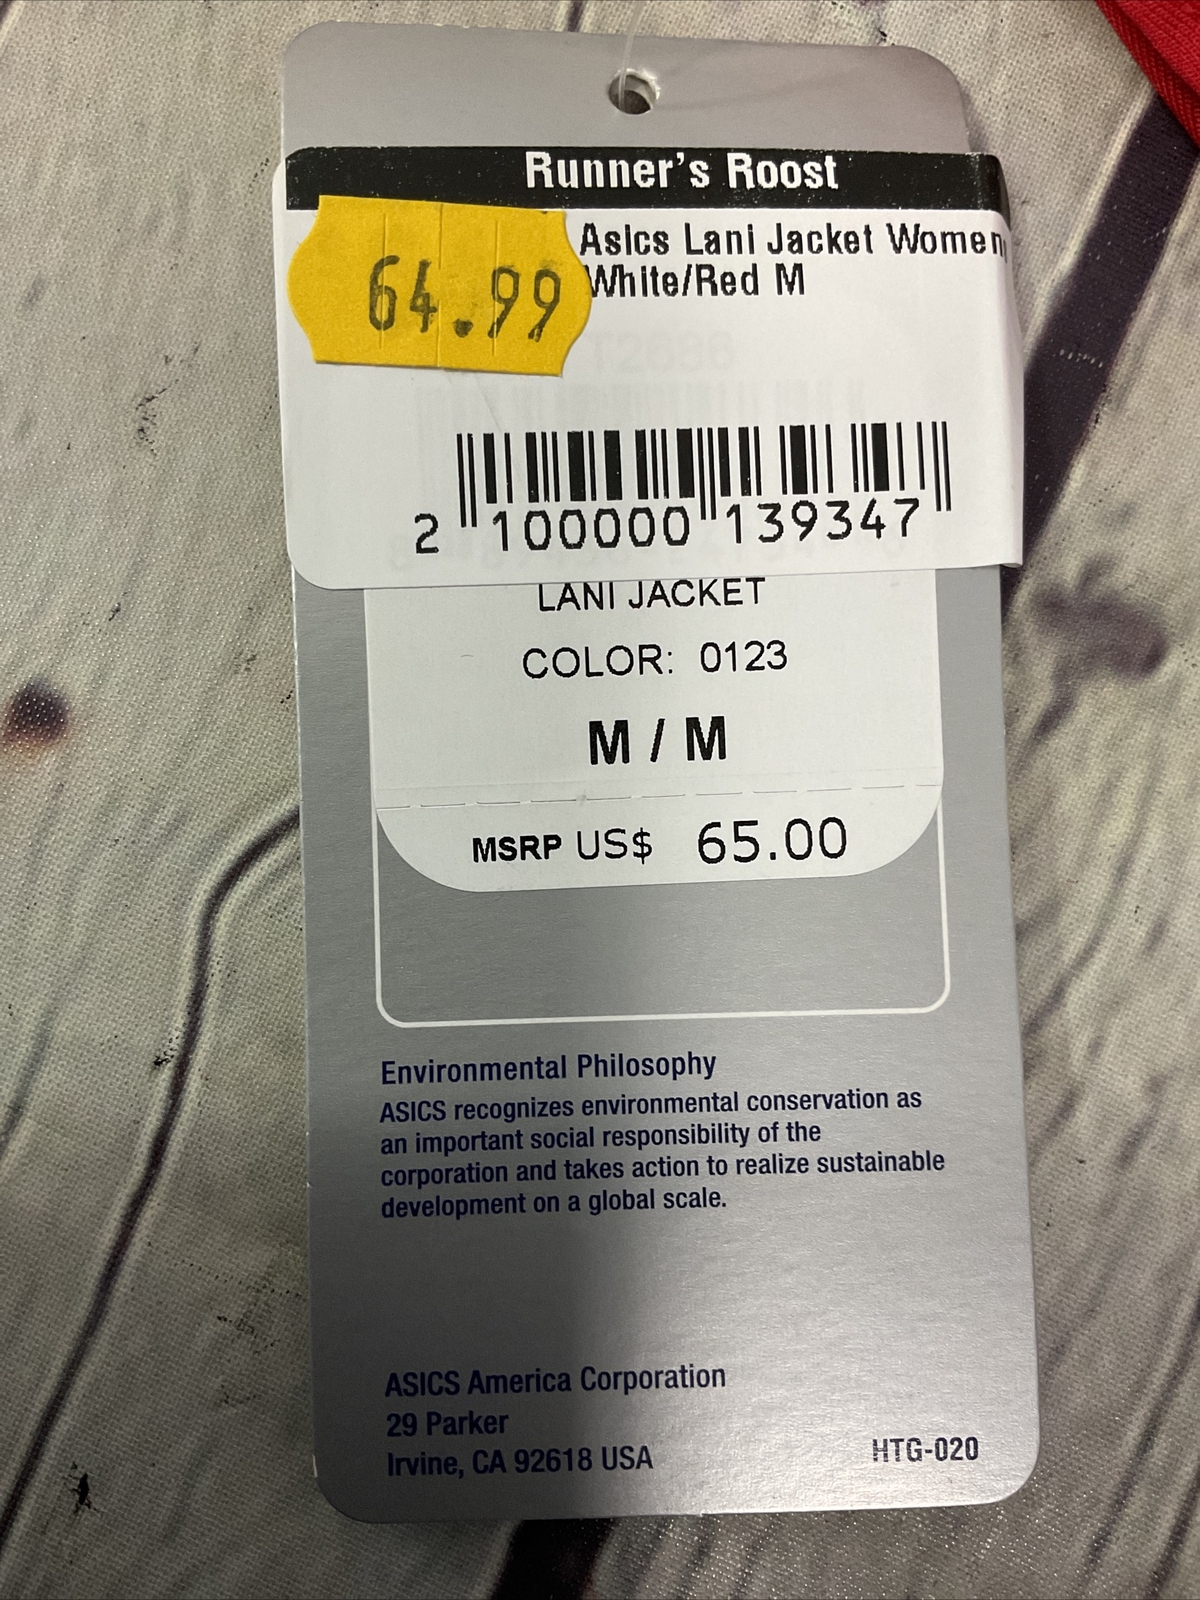 Runner's Roost
64.99
Asics Lani Jacket Women
White/Red M
2 100000 139347
LANI JACKET
COLOR: 0123
M / M
MSRP US$ 65.00
Environmental Philosophy
ASICS recognizes environmental conservation as
an important social responsibility of the
corporation and takes action to realize sustainable
development on a global scale.
ASICS America Corporation
29 Parker
Irvine, CA 92618 USA
HTG-020